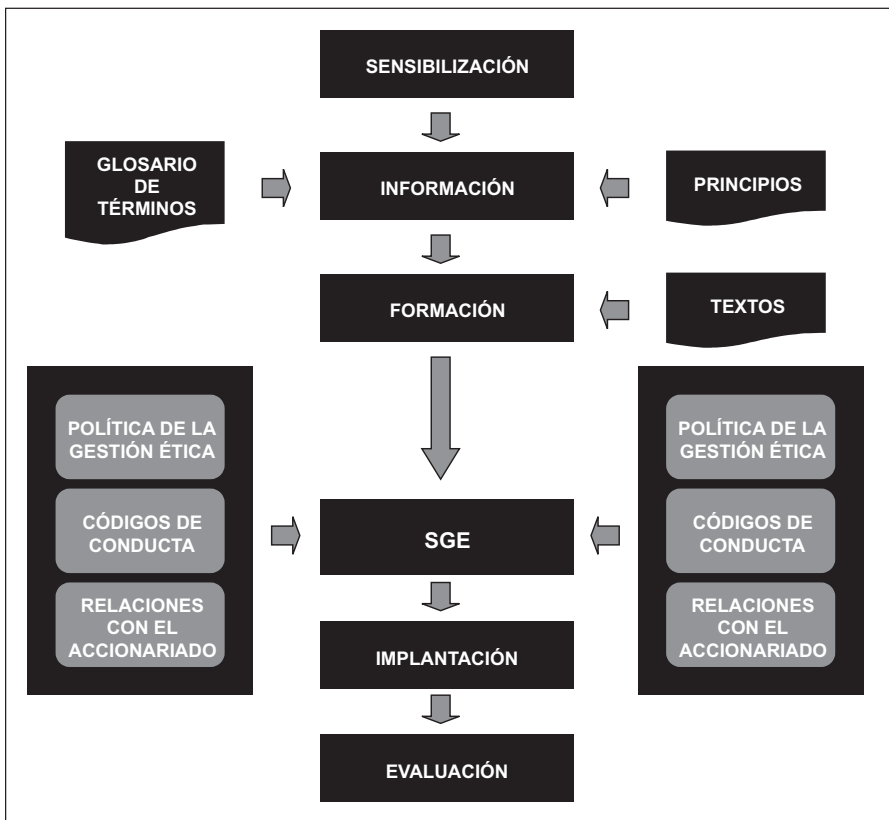 SENSIBILIZACIÓN
GLOSARIO
DE
TÉRMINOS
INFORMACIÓN
PRINCIPIOS
FORMACIÓN
TEXTOS
POLÍTICA DE LA
GESTIÓN ÉTICA
CÓDIGOS DE
CONDUCTA
RELACIONES
CON EL
ACCIONARIADO
SGE
POLÍTICA DE LA
GESTIÓN ÉTICA
CÓDIGOS DE
CONDUCTA
RELACIONES
CON EL
ACCIONARIADO
IMPLANTACIÓN
EVALUACIÓN